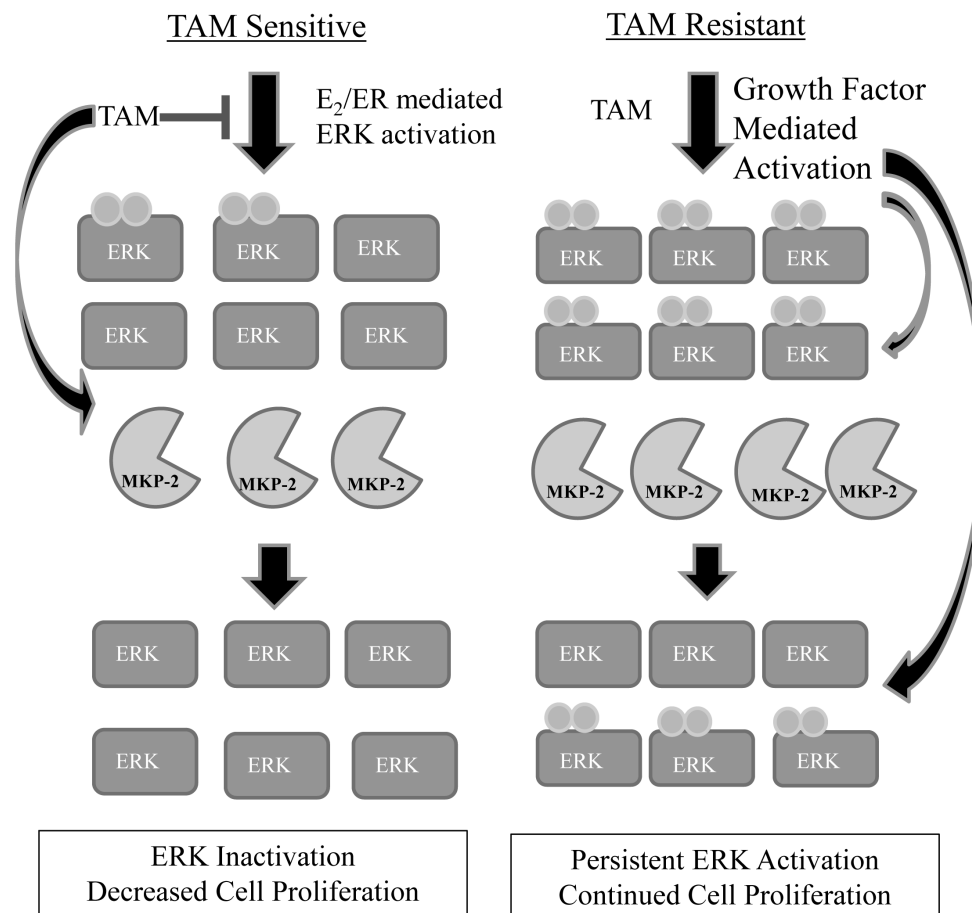 TAM Sensitive
TAM
E₂/ER mediated
ERK activation
ERK
ERK
ERK
ERK
ERK
ERK
MKP-2
MKP-2
MKP-2
ERK
ERK
ERK
ERK
ERK
ERK
ERK Inactivation
Decreased Cell Proliferation
TAM Resistant
TAM
Growth Factor
Mediated
Activation
ERK
ERK
ERK
ERK
ERK
ERK
MKP-2
MKP-2
MKP-2
MKP-2
ERK
ERK
ERK
ERK
ERK
ERK
Persistent ERK Activation
Continued Cell Proliferation